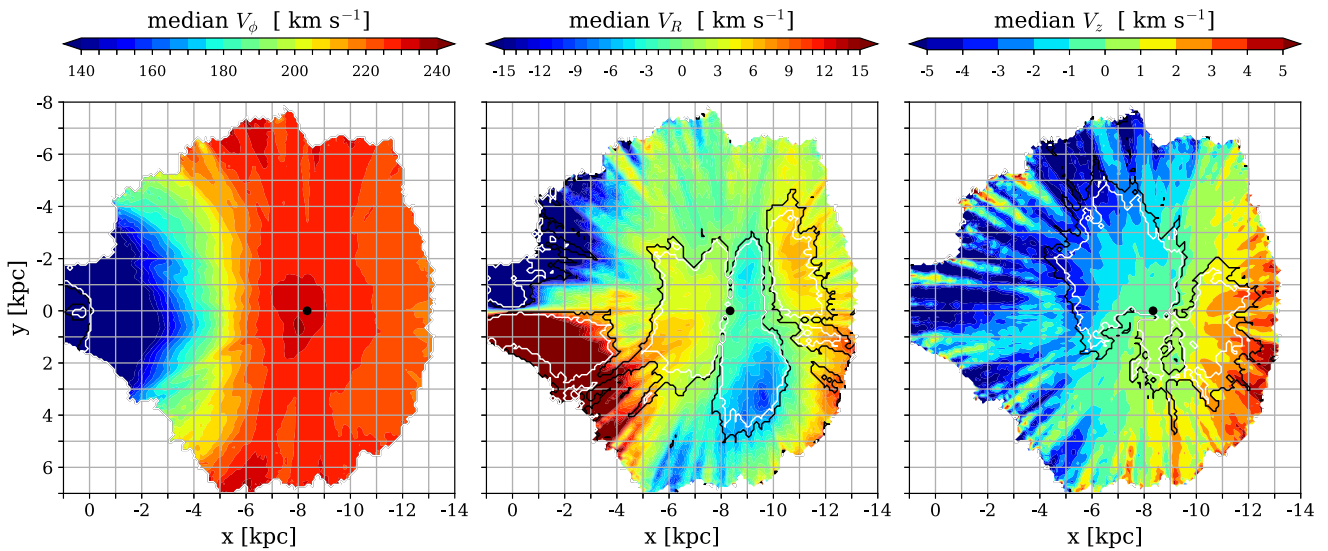 median V_ϕ [ km s⁻¹]
median V_R [ km s⁻¹]
median V_z [ km s⁻¹]
140 160 180 200 220 240
-15 -12 -9 -6 -3 0 3 6 9 12 15
-5 -4 -3 -2 -1 0 1 2 3 4 5
-8
-6
-4
-2
0
2
4
6
y [kpc]
0 -2 -4 -6 -8 -10 -12 -14
0 -2 -4 -6 -8 -10 -12 -14
0 -2 -4 -6 -8 -10 -12 -14
x [kpc]
x [kpc]
x [kpc]